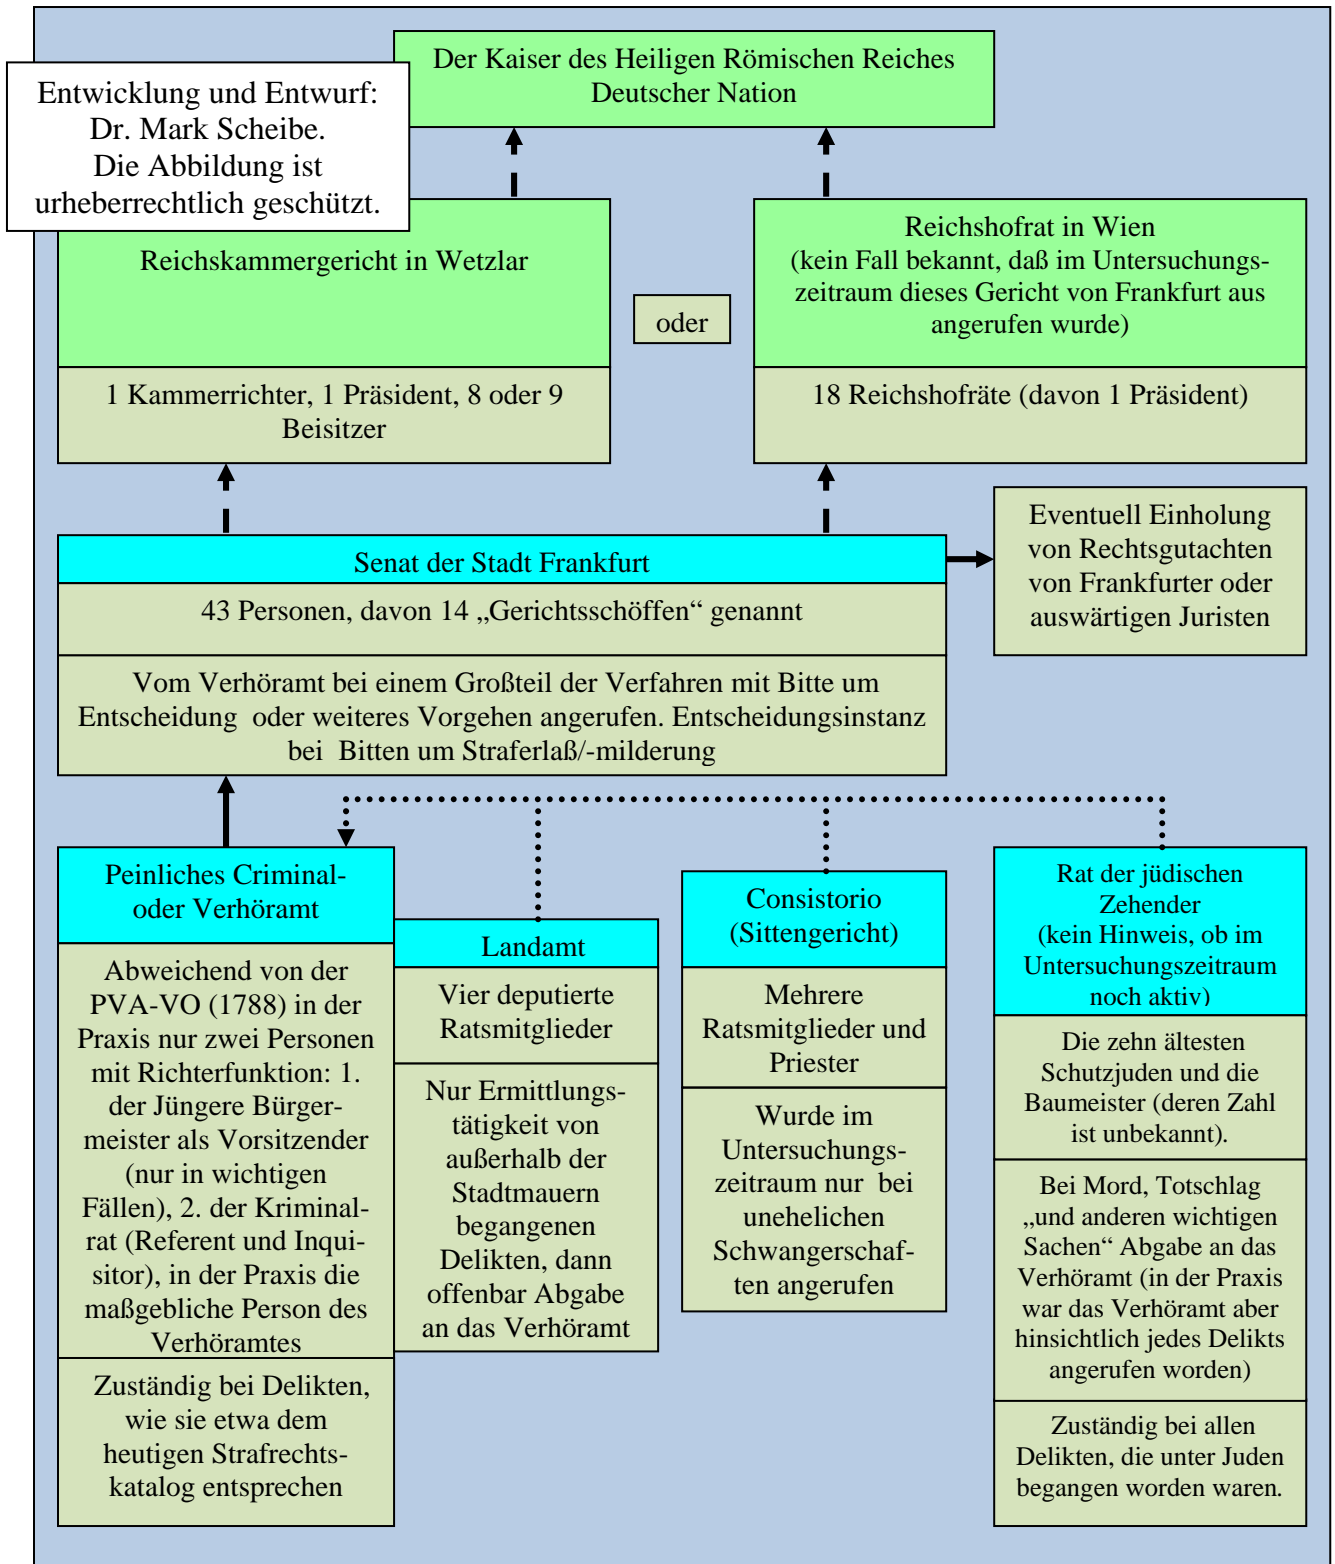 Der Kaiser des Heiligen Römischen Reiches
Deutscher Nation
Entwicklung und Entwurf:
Dr. Mark Scheibe.
Die Abbildung ist
urheberrechtlich geschützt.
Reichskammergericht in Wetzlar
1 Kammerrichter, 1 Präsident, 8 oder 9
Beisitzer
oder
Reichshofrat in Wien
(kein Fall bekannt, daß im Untersuchungs-
zeitraum dieses Gericht von Frankfurt aus
angerufen wurde)
18 Reichshofräte (davon 1 Präsident)
Senat der Stadt Frankfurt
43 Personen, davon 14 „Gerichtsschöffen“ genannt
Vom Verhöramt bei einem Großteil der Verfahren mit Bitte um
Entscheidung oder weiteres Vorgehen angerufen. Entscheidungsinstanz
bei Bitten um Straferlaß/-milderung
Eventuell Einholung
von Rechtsgutachten
von Frankfurter oder
auswärtigen Juristen
Peinliches Criminal-
oder Verhöramt
Abweichend von der
PVA-VO (1788) in der
Praxis nur zwei Personen
mit Richterfunktion: 1.
der Jüngere Bürger-
meister als Vorsitzender
(nur in wichtigen
Fällen), 2. der Kriminal-
rat (Referent und Inqui-
sitor), in der Praxis die
maßgebliche Person des
Verhöramtes
Zuständig bei Delikten,
wie sie etwa dem
heutigen Strafrechts-
katalog entsprechen
Landamt
Vier deputierte
Ratsmitglieder
Nur Ermittlungs-
tätigkeit von
außerhalb der
Stadtmauern
begangenen
Delikten, dann
offenbar Abgabe
an das Verhöramt
Consistorio
(Sittengericht)
Mehrere
Ratsmitglieder und
Priester
Wurde im
Untersuchungs-
zeitraum nur bei
unehelichen
Schwangerschaf-
ten angerufen
Rat der jüdischen
Zehender
(kein Hinweis, ob im
Untersuchungszeitraum
noch aktiv)
Die zehn ältesten
Schutzjuden und die
Baumeister (deren Zahl
ist unbekannt).
Bei Mord, Totschlag
„und anderen wichtigen
Sachen“ Abgabe an das
Verhöramt (in der Praxis
war das Verhöramt aber
hinsichtlich jedes Delikts
angerufen worden)
Zuständig bei allen
Delikten, die unter Juden
begangen worden waren.